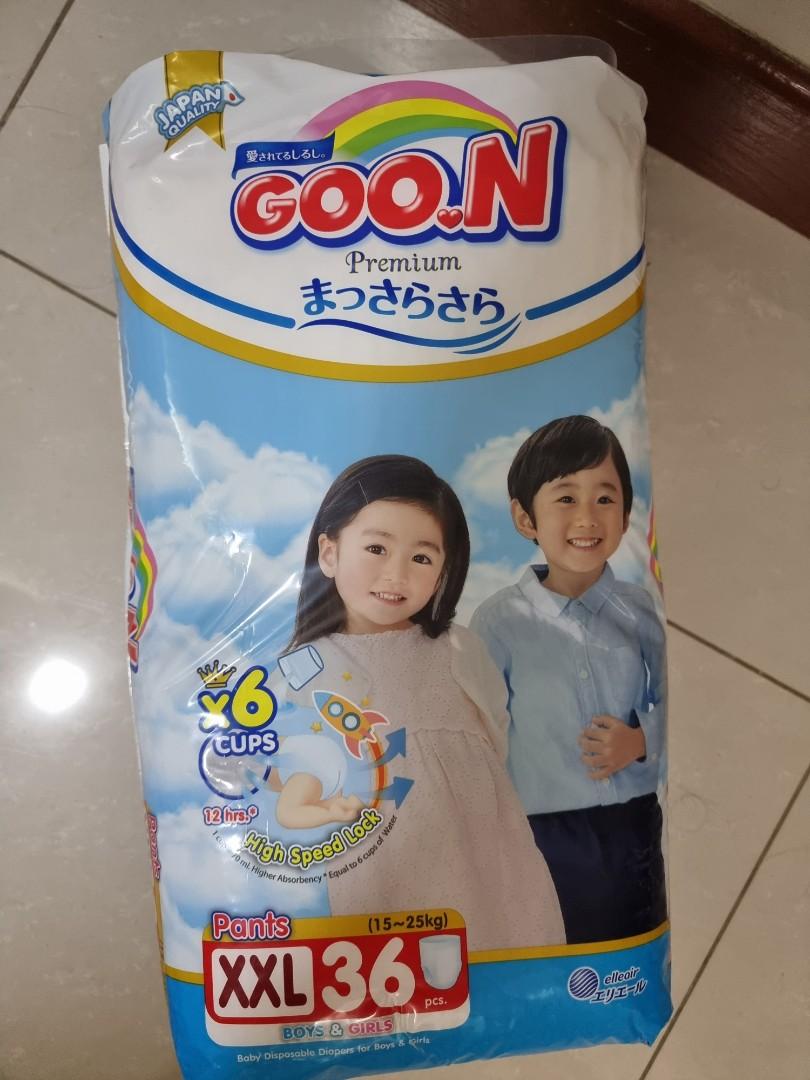 JAPAN
QUALITY
愛されてるしるし。
GOO.N
Premium
まっさらさら
x6
CUPS
12 hrs.*
High Speed Lock
Higher Absorbency * Equal to 6 cups of Water
Pants
(15~25kg)
XXL 36 pcs.
BOYS & GIRLS
Baby Disposable Diapers for Boys & Girls
elleair
エリエール